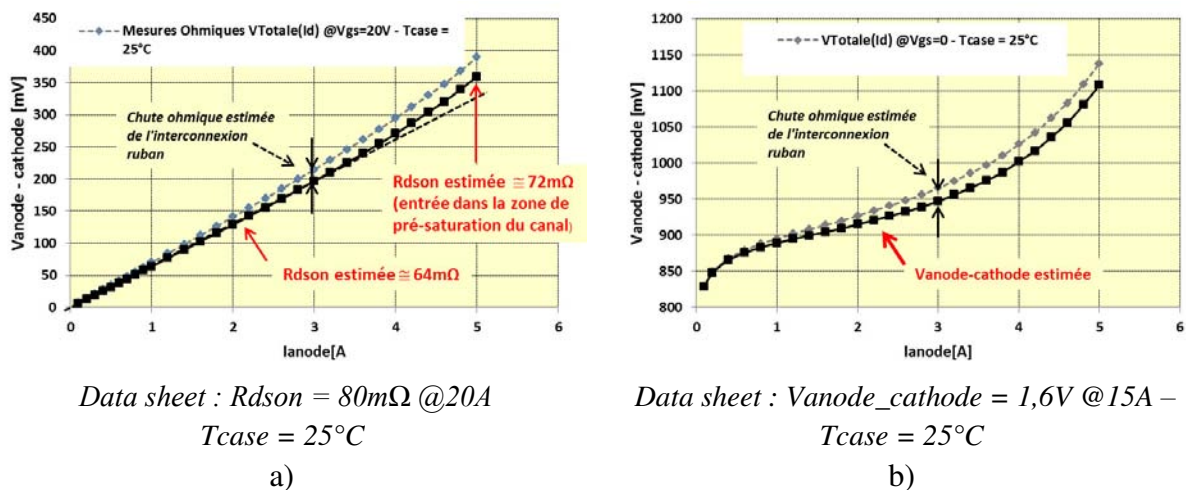 Mesures Ohmiques VTotale(Id) @Vgs=20V - Tcase =
25°C
Vanode - cathode [mV]
450
400
350
300
250
200
150
100
50
0
Chute ohmique estimée
de l'interconnexion
ruban
Rdson estimée ≅72mΩ
(entrée dans la zone de
pré-saturation du canal)
Rdson estimée≅64mΩ
0 1 2 3 4 5 6
Ianode[A
Data sheet : Rdson = 80mΩ @20A
Tcase = 25°C
a)
VTotale(Id) @Vgs=0 - Tcase = 25°C
Vanode - cathode [mV]
1200
1150
1100
1050
1000
950
900
850
800
Chute ohmique estimée
de l'interconnexion
ruban
Vanode-cathode estimée
0 1 2 3 4 5 6
Ianode[A]
Data sheet : Vanode_cathode = 1,6V @15A –
Tcase = 25°C
b)